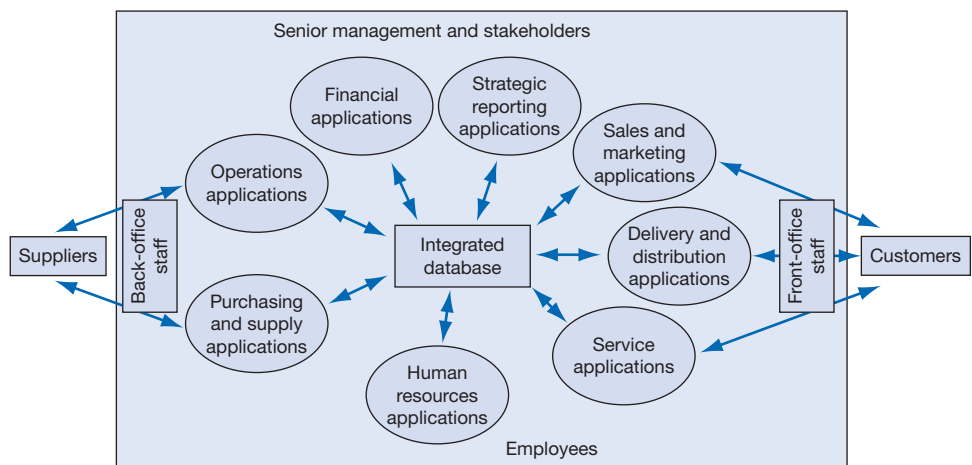 Senior management and stakeholders
Financial
applications
Strategic
reporting
applications
Sales and
marketing
applications
Operations
applications
Suppliers
Back-office
staff
Integrated
database
Delivery and
distribution
applications
Front-office
staff
Customers
Purchasing
and supply
applications
Human
resources
applications
Service
applications
Employees